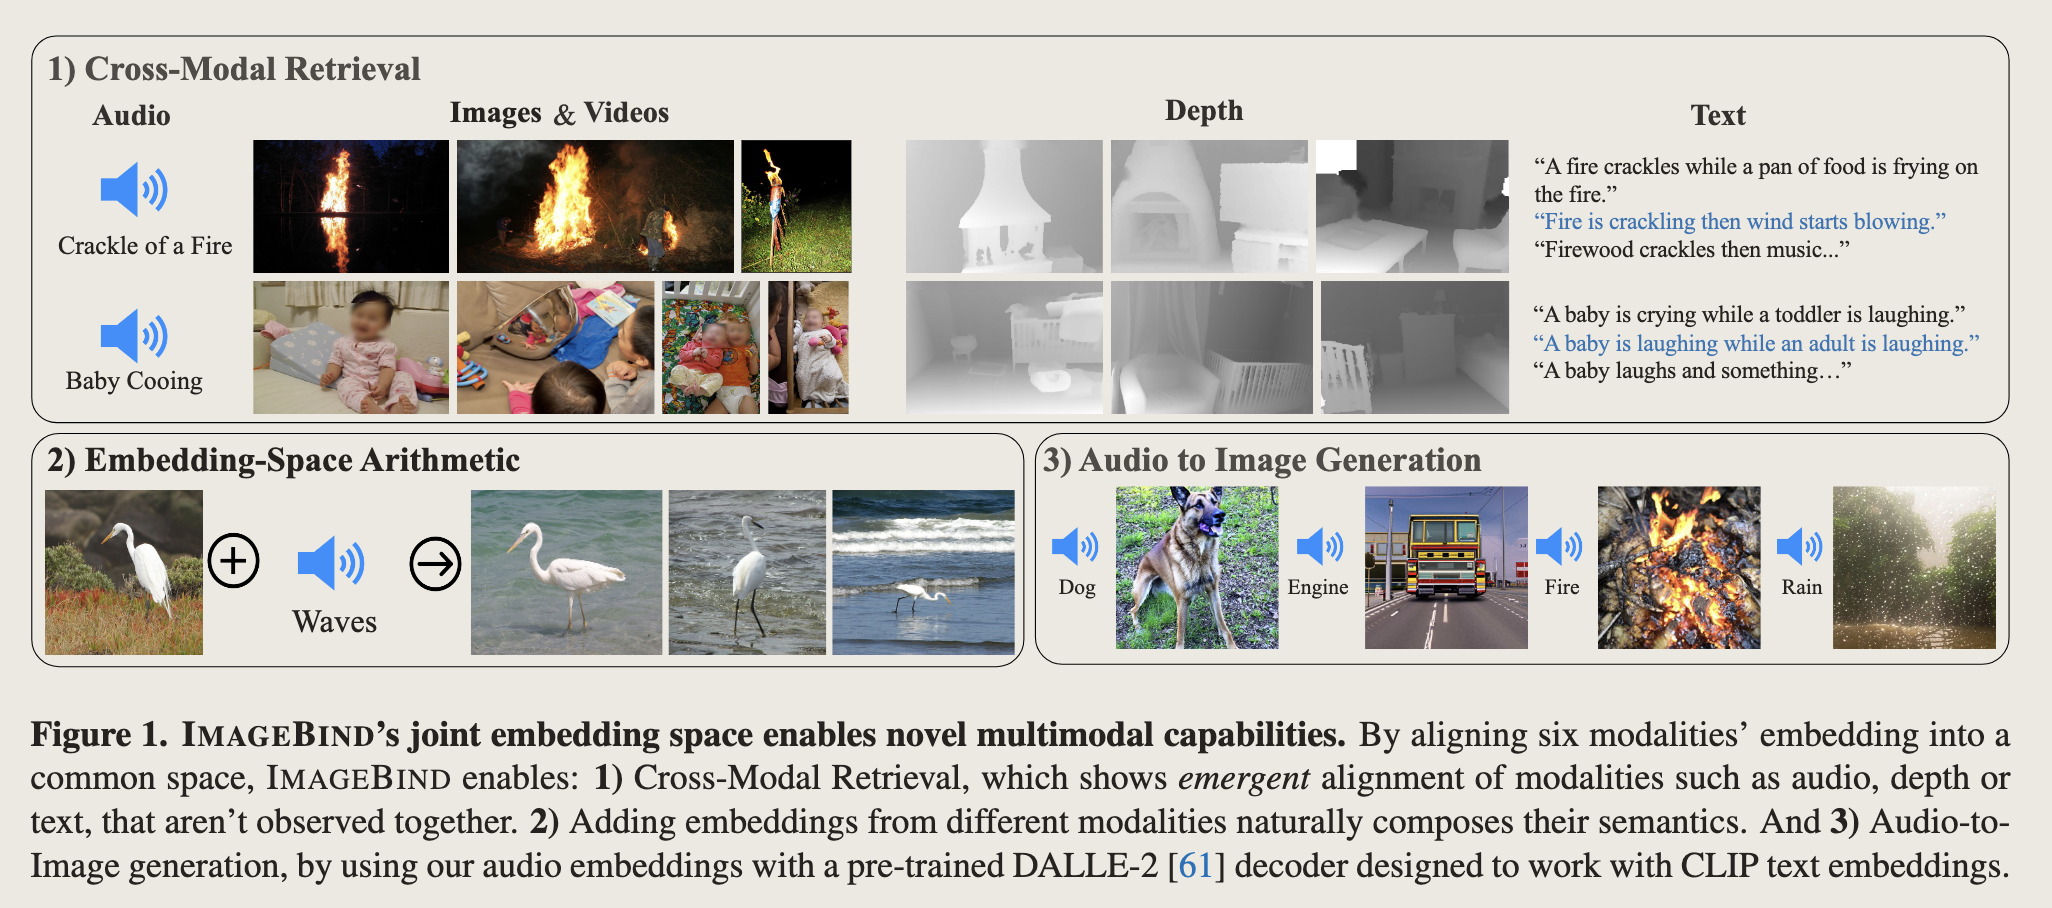 1) Cross-Modal Retrieval
Audio
Images & Videos
Depth
Text
Crackle of a Fire
“A fire crackles while a pan of food is frying on
the fire.”
“Fire is crackling then wind starts blowing.”
“Firewood crackles then music...”
Baby Cooing
“A baby is crying while a toddler is laughing.”
“A baby is laughing while an adult is laughing.”
“A baby laughs and something…”
2) Embedding-Space Arithmetic
Waves
3) Audio to Image Generation
Dog
Engine
Fire
Rain
Figure 1. IMAGEBIND’s joint embedding space enables novel multimodal capabilities. By aligning six modalities’ embedding into a
common space, IMAGEBIND enables: 1) Cross-Modal Retrieval, which shows emergent alignment of modalities such as audio, depth or
text, that aren’t observed together. 2) Adding embeddings from different modalities naturally composes their semantics. And 3) Audio-to-
Image generation, by using our audio embeddings with a pre-trained DALLE-2 [61] decoder designed to work with CLIP text embeddings.